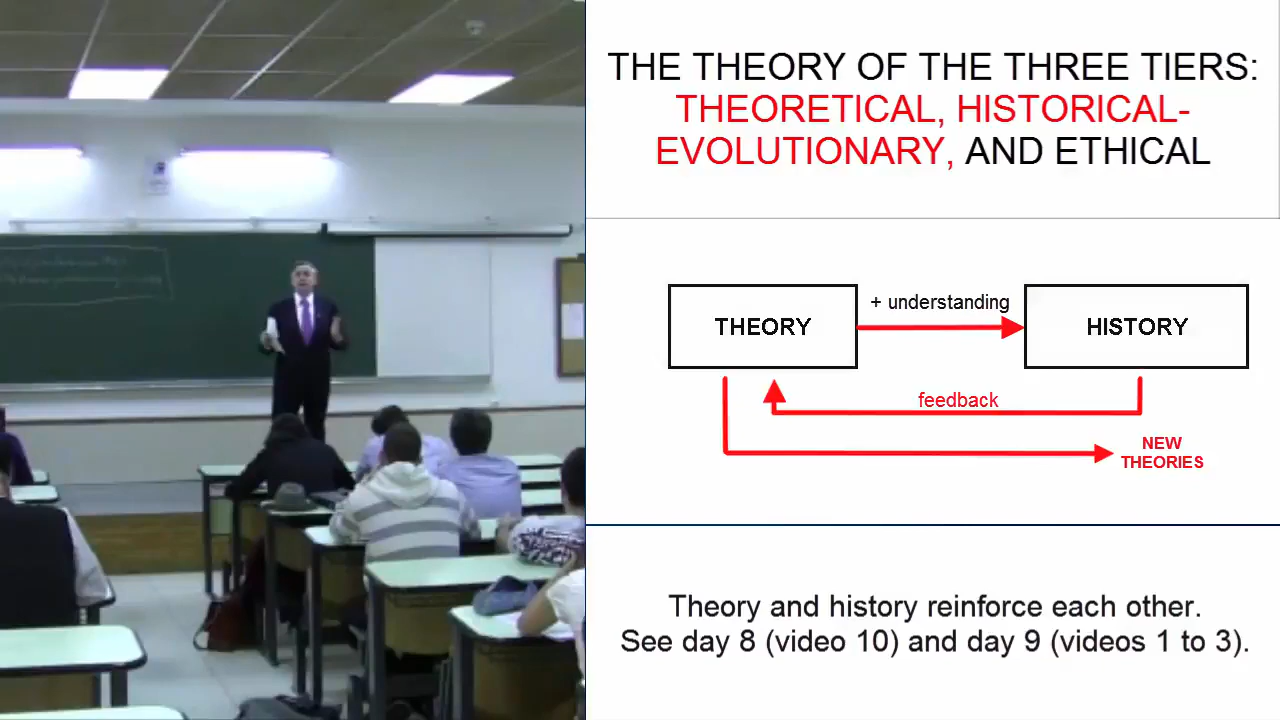 THE THEORY OF THE THREE TIERS:
THEORETICAL, HISTORICAL-
EVOLUTIONARY, AND ETHICAL
+ understanding
THEORY
HISTORY
feedback
NEW
THEORIES
Theory and history reinforce each other.
See day 8 (video 10) and day 9 (videos 1 to 3).